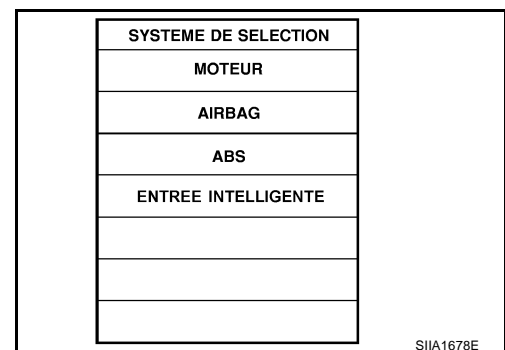 SYSTEME DE SELECTION
MOTEUR
AIRBAG
ABS
ENTREE INTELLIGENTE
SIIA1678E